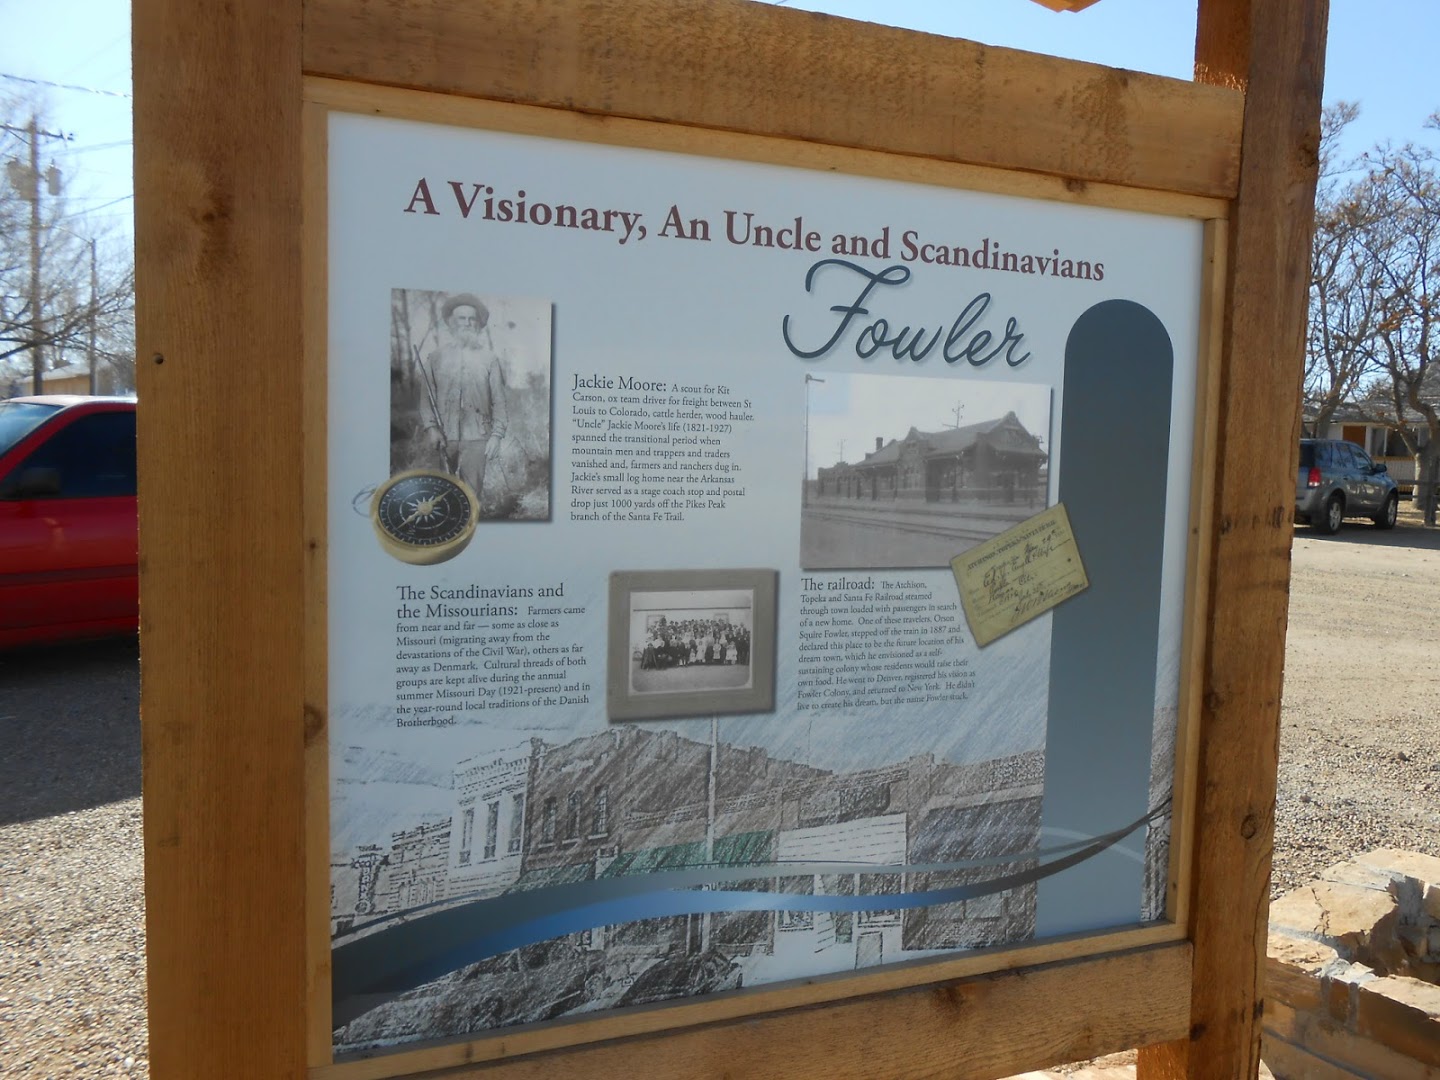 A Visionary, An Uncle and Scandinavians
Fowler
Jackie Moore: A scout for Kit
Carson, ox team driver for freight between St
Louis to Colorado, cattle herder, wood hauler.
"Uncle" Jackie Moore's life (1821-1927)
spanned the transitional period when
mountain men and trappers and traders
vanished and, farmers and ranchers dug in.
Jackie's small log home near the Arkansas
River served as a stage coach stop and postal
drop just 1000 yards off the Pikes Peak
branch of the Santa Fe Trail.
The Scandinavians and
the Missourians: Farmers came
from near and far — some as close as
Missouri (migrating away from the
devastations of the Civil War), others as far
away as Denmark. Cultural threads of both
groups are kept alive during the annual
summer Missouri Day (1921-present) and in
the year-round local traditions of the Danish
Brotherhood.
The railroad: The Atchison,
Topeka and Santa Fe Railroad steamed
through town loaded with passengers in search
of a new home. One of these travelers, Orson
Squire Fowler, stepped off the train in 1887 and
declared this place to be the future location of his
dream town, which he envisioned as a self-
sustaining colony whose residents would raise their
own food. He went to Denver, registered his vision as
Fowler Colony, and returned to New York. He didn't
live to create his dream, but the name Fowler stuck.